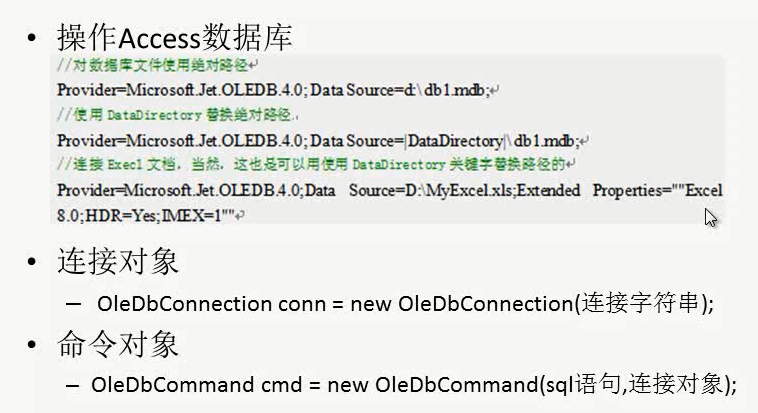 • 操作Access数据库
//对数据库文件使用绝对路径↵
Provider=Microsoft.Jet.OLEDB.4.0; Data Source=d:\db1.mdb;↵
//使用 DataDirectory 替换绝对路径.↵
Provider=Microsoft.Jet.OLEDB.4.0; Data Source=|DataDirectory|\db1.mdb;↵
//连接 Execl 文档，当然，这也是可以用使用 DataDirectory 关键字替换路径的↵
Provider=Microsoft.Jet.OLEDB.4.0;Data Source=D:\MyExcel.xls;Extended Properties=""Excel
8.0;HDR=Yes;IMEX=1""↵
• 连接对象
– OleDbConnection conn = new OleDbConnection(连接字符串);
• 命令对象
– OleDbCommand cmd = new OleDbCommand(sql语句,连接对象);